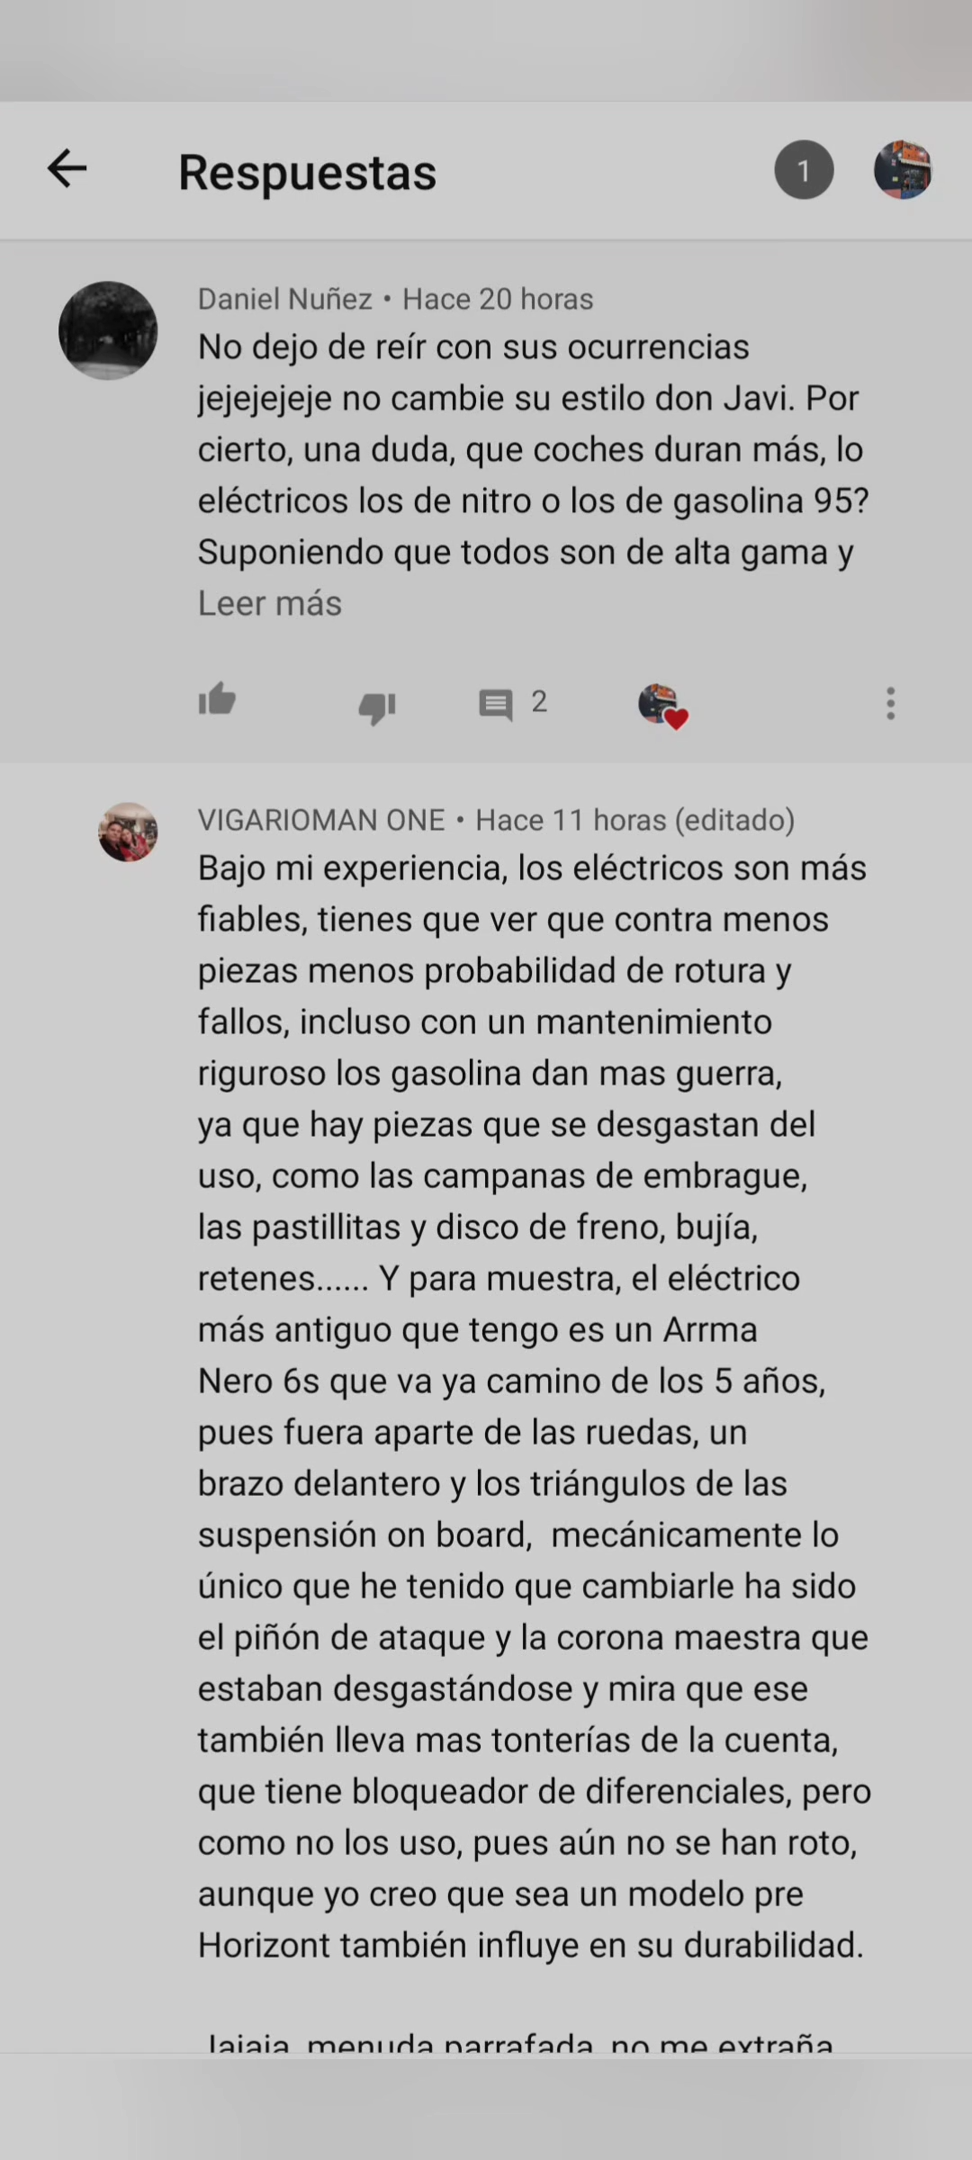 Respuestas
1
Daniel Nuñez • Hace 20 horas
No dejo de reír con sus ocurrencias
jejejejeje no cambie su estilo don Javi. Por
cierto, una duda, que coches duran más, lo
eléctricos los de nitro o los de gasolina 95?
Suponiendo que todos son de alta gama y
Leer más
2
VIGARIOMAN ONE • Hace 11 horas (editado)
Bajo mi experiencia, los eléctricos son más
fiables, tienes que ver que contra menos
piezas menos probabilidad de rotura y
fallos, incluso con un mantenimiento
riguroso los gasolina dan mas guerra,
ya que hay piezas que se desgastan del
uso, como las campanas de embrague,
las pastillitas y disco de freno, bujía,
retenes...... Y para muestra, el eléctrico
más antiguo que tengo es un Arrma
Nero 6s que va ya camino de los 5 años,
pues fuera aparte de las ruedas, un
brazo delantero y los triángulos de las
suspensión on board,  mecánicamente lo
único que he tenido que cambiarle ha sido
el piñón de ataque y la corona maestra que
estaban desgastándose y mira que ese
también lleva mas tonterías de la cuenta,
que tiene bloqueador de diferenciales, pero
como no los uso, pues aún no se han roto,
aunque yo creo que sea un modelo pre
Horizont también influye en su durabilidad.
Jajaja, menuda parrafada, no me extraña